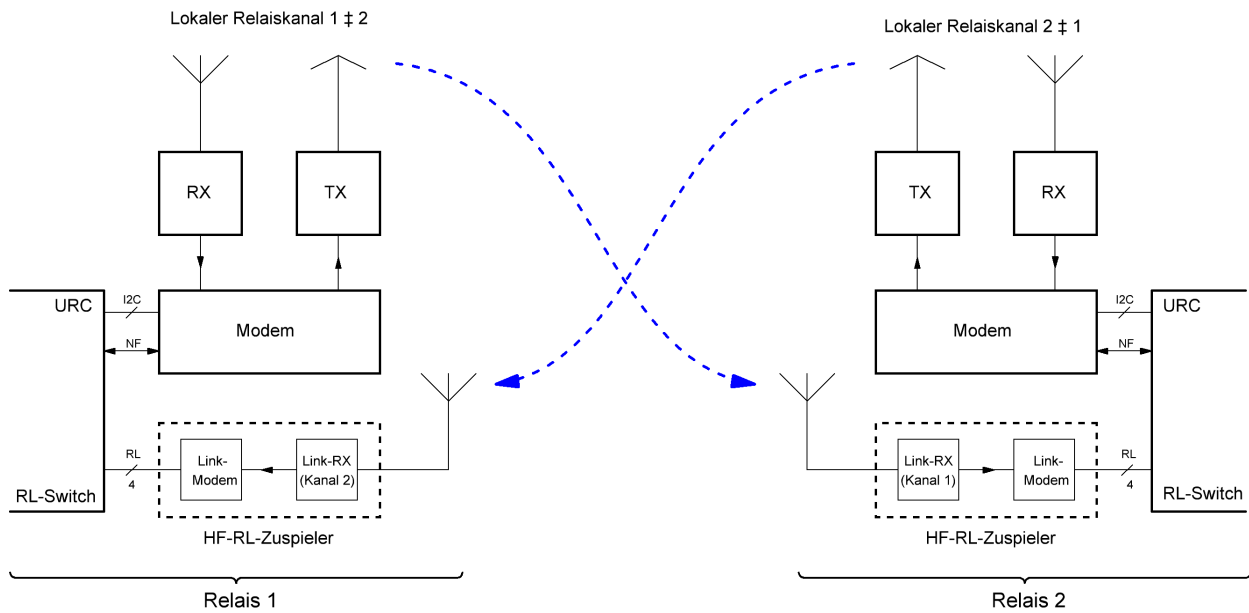 Lokaler Relaiskanal 1 ‡ 2
Lokaler Relaiskanal 2 ‡ 1
RX
TX
TX
RX
URC
I2C
NF
Modem
Modem
I2C
NF
URC
RL
4
Link-
Modem
Link-RX
(Kanal 2)
Link-RX
(Kanal 1)
Link-
Modem
RL
4
RL-Switch
RL-Switch
HF-RL-Zuspieler
HF-RL-Zuspieler
Relais 1
Relais 2